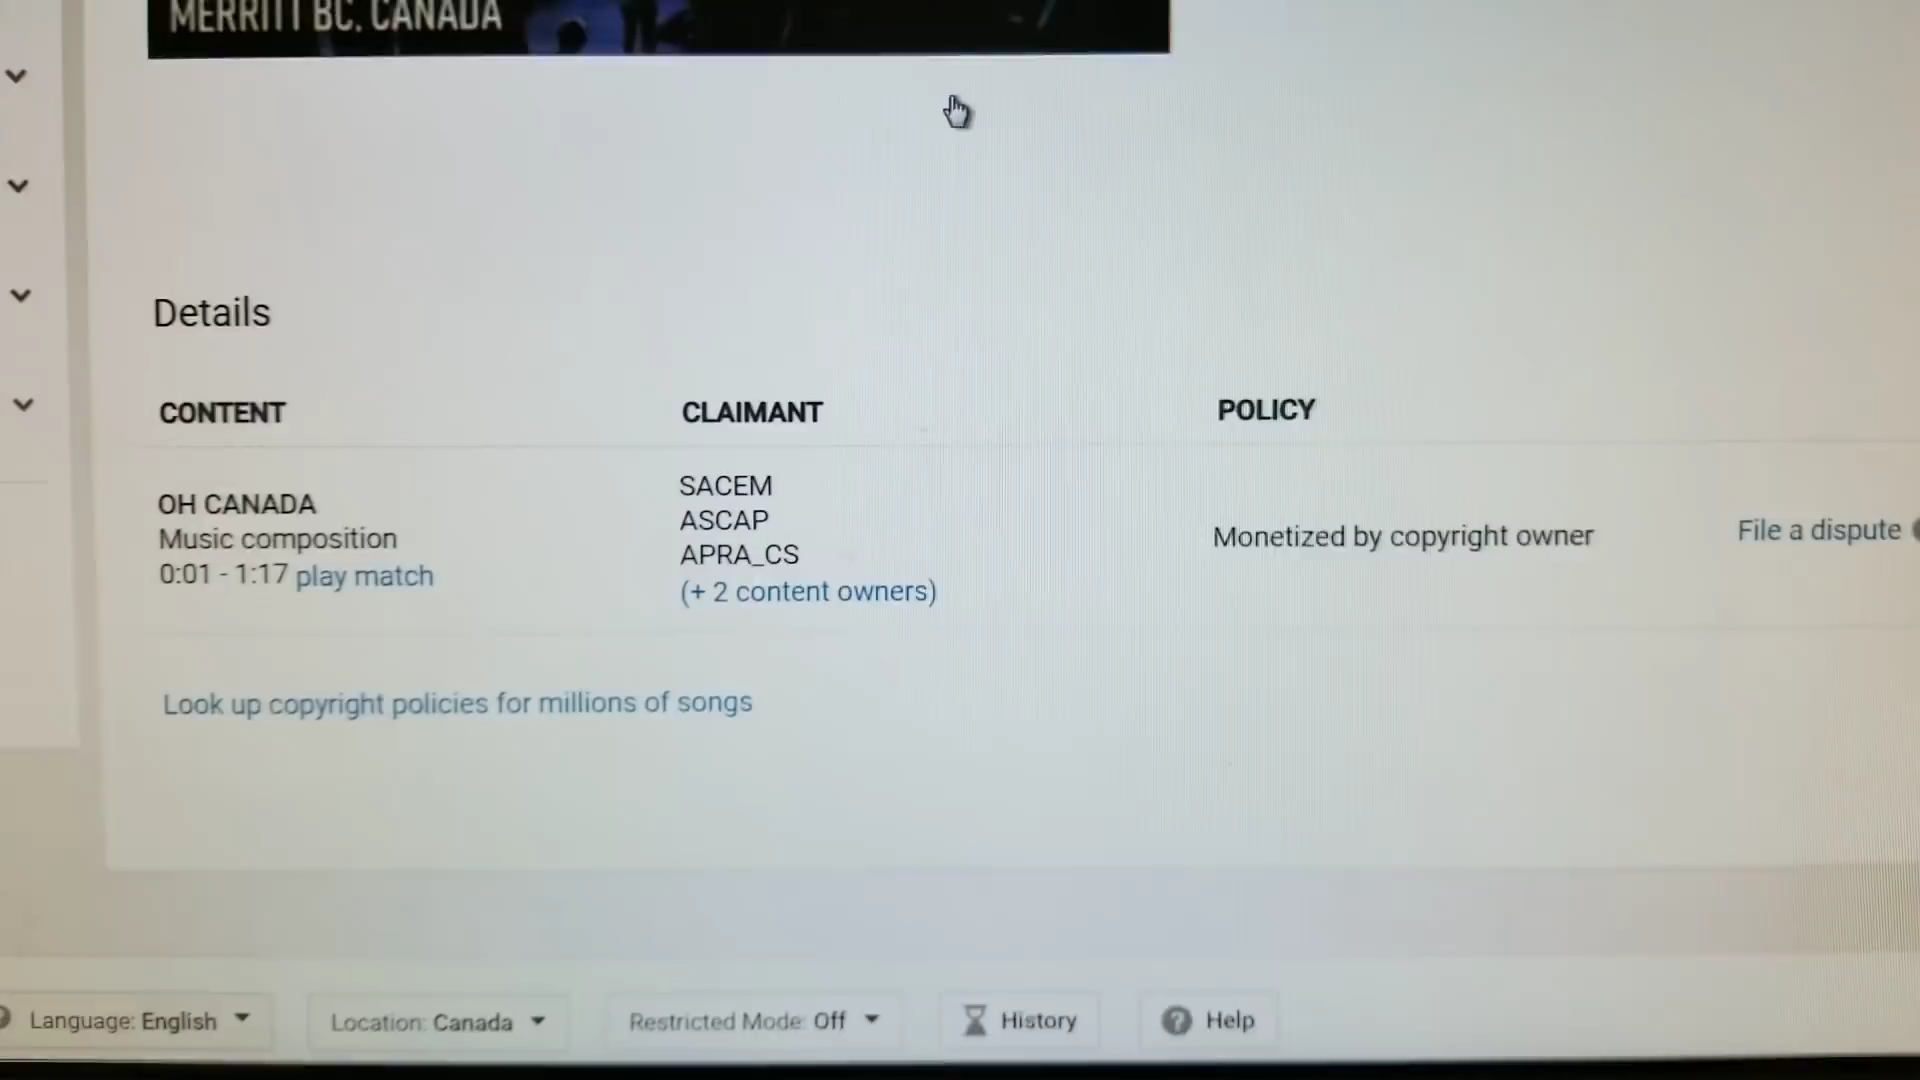 MERRITT BC. CANADA
Details
CONTENT
CLAIMANT
POLICY
OH CANADA
Music composition
0:01 - 1:17 play match
SACEM
ASCAP
APRA_CS
(+ 2 content owners)
Monetized by copyright owner
File a dispute
Look up copyright policies for millions of songs
Language: English
Location: Canada
Restricted Mode: Off
History
Help